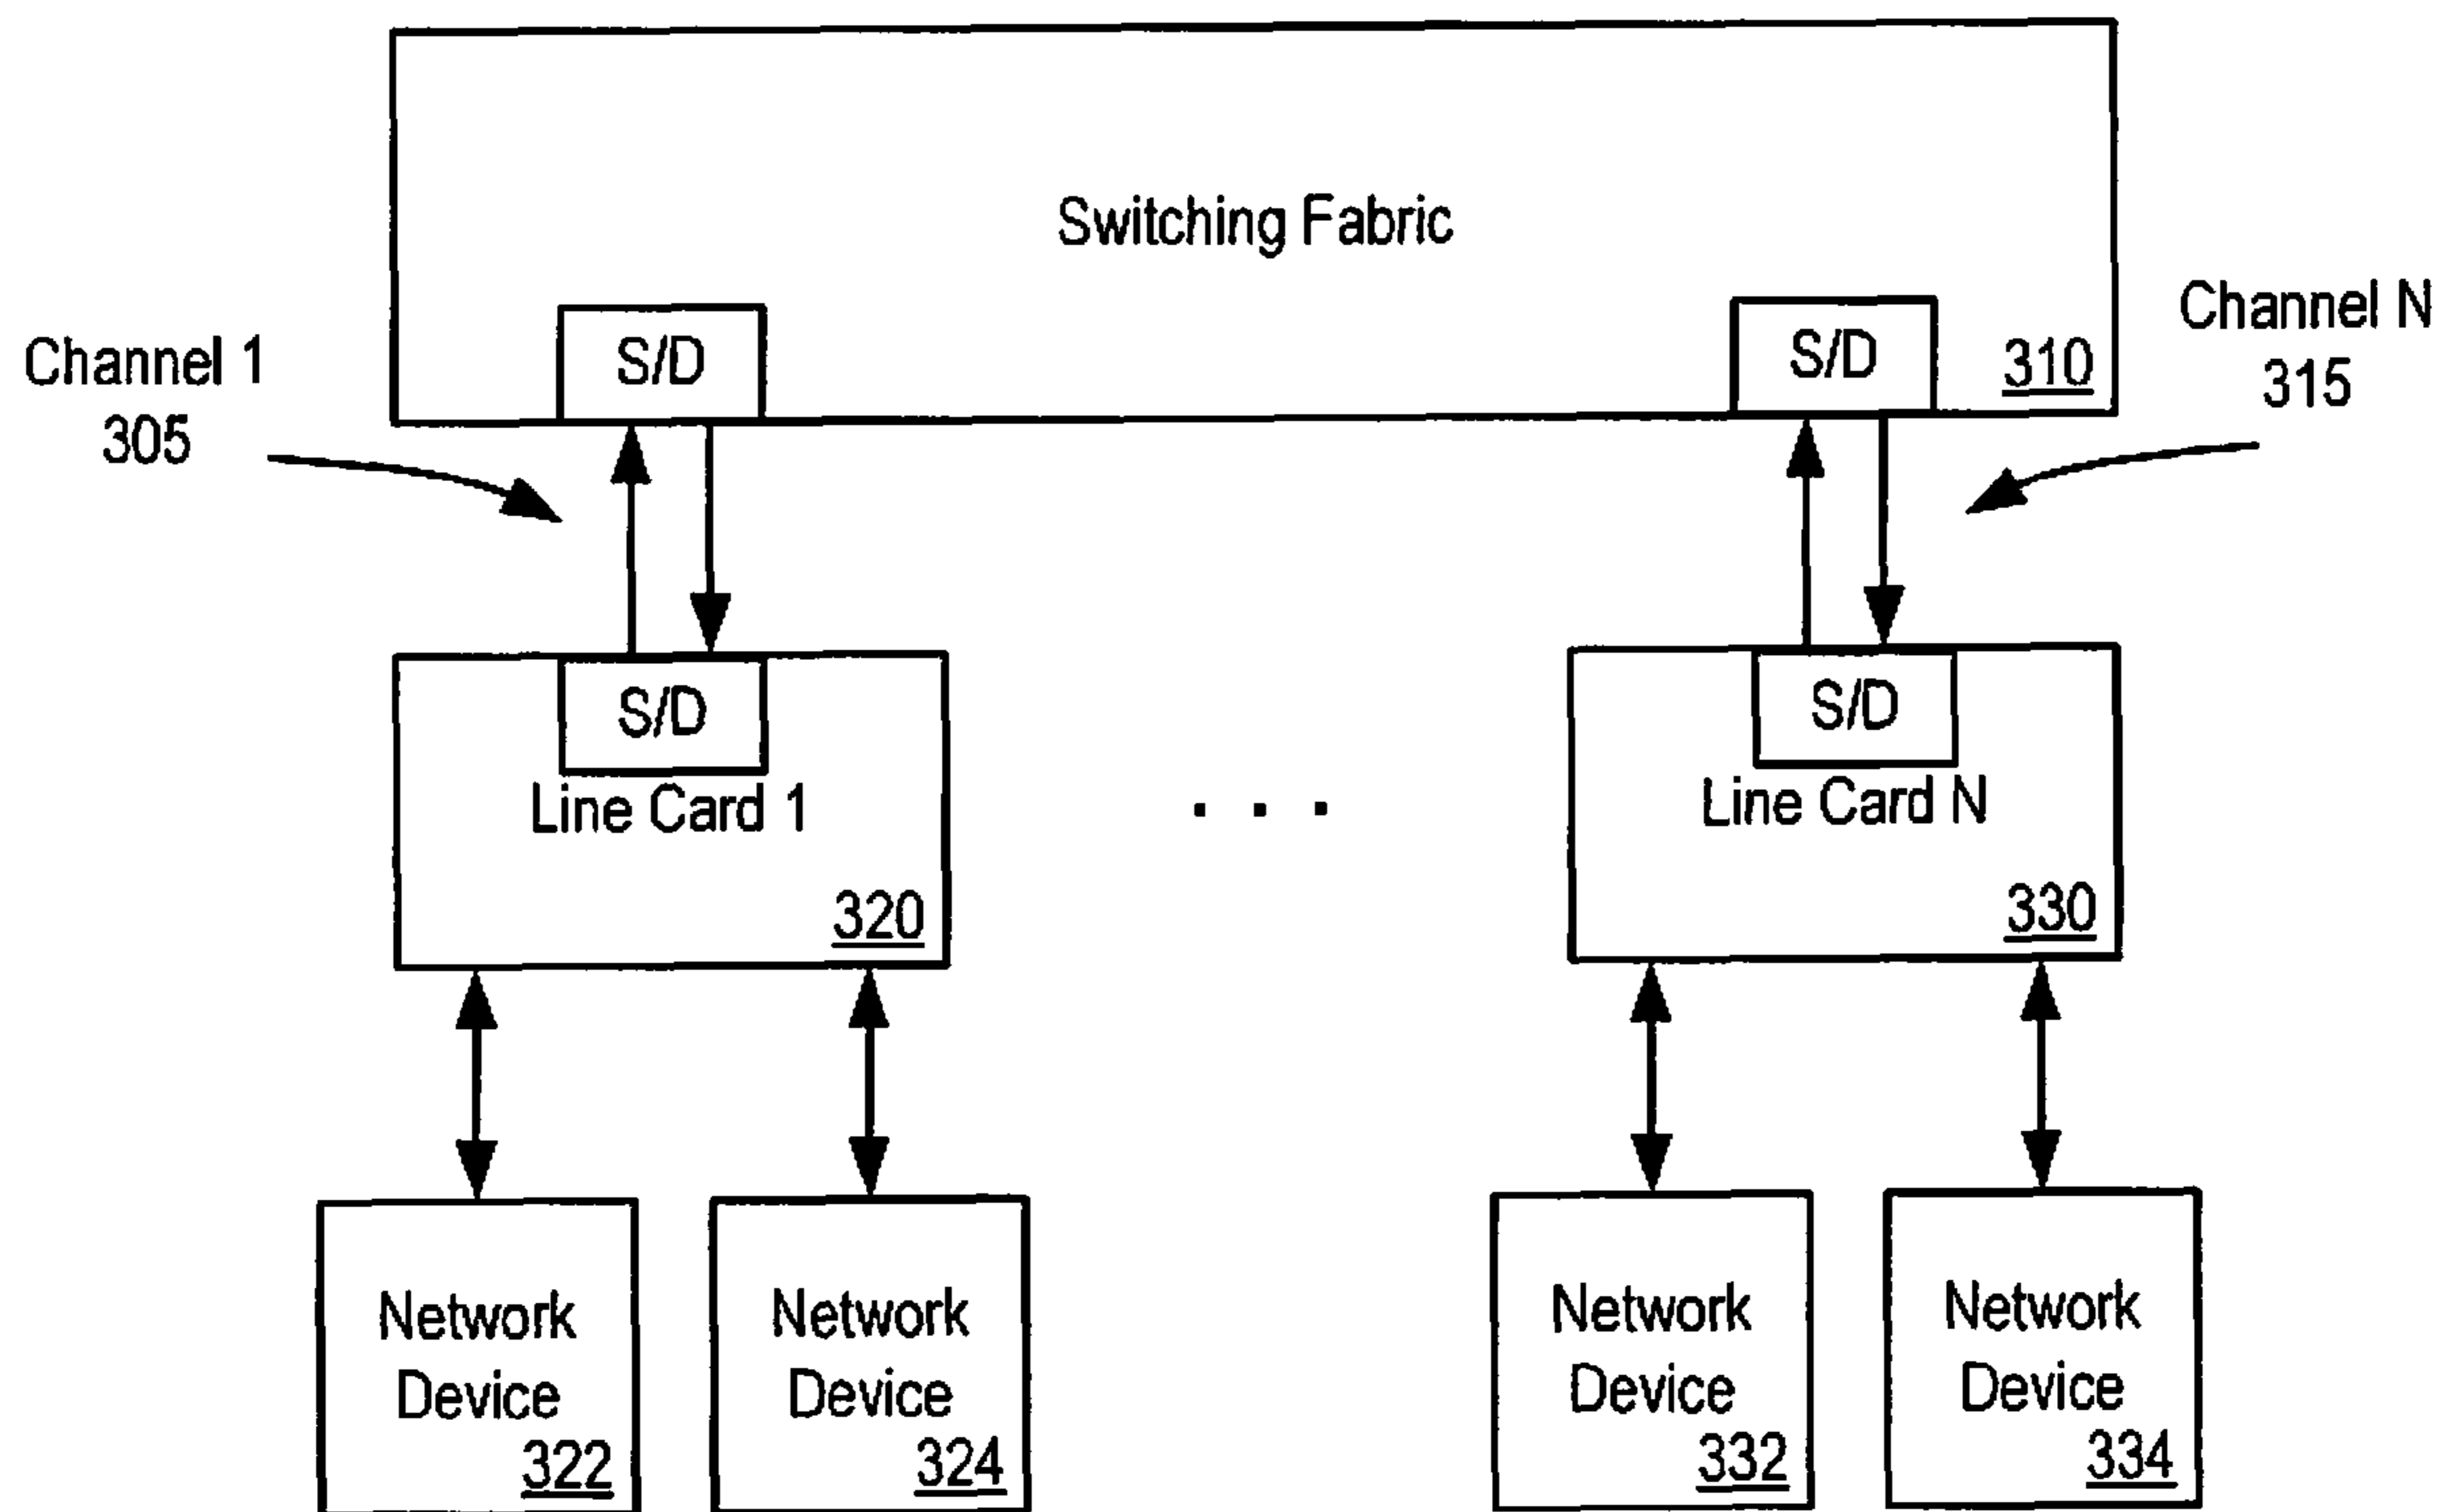 Switching Fabric
S/D
S/D
310
Channel 1
305
Channel N
315
S/D
Line Card 1
320
. . .
S/D
Line Card N
330
Network
Device
322
Network
Device
324
Network
Device
332
Network
Device
334